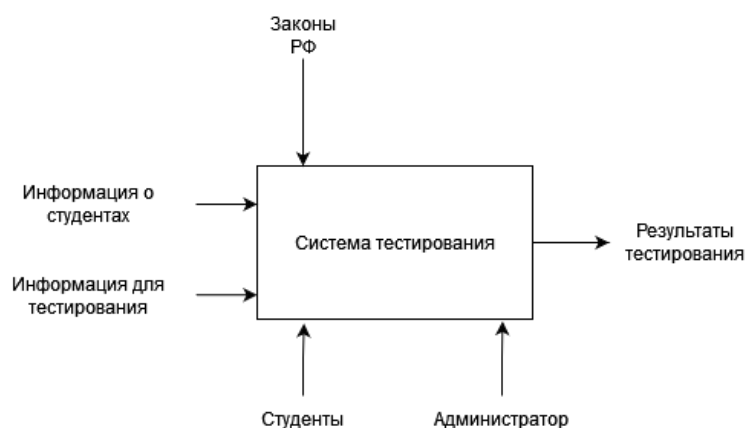 Законы
РФ
Информация о
студентах
Система тестирования
Результаты
тестирования
Информация для
тестирования
Студенты
Администратор